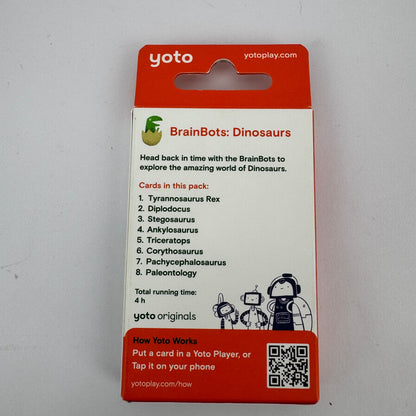 yoto
yotoplay.com
BrainBots: Dinosaurs
Head back in time with the BrainBots to
explore the amazing world of Dinosaurs.
Cards in this pack:
1. Tyrannosaurus Rex
2. Diplodocus
3. Stegosaurus
4. Ankylosaurus
5. Triceratops
6. Corythosaurus
7. Pachycephalosaurus
8. Paleontology
Total running time:
4 h
yoto originals
How Yoto Works
Put a card in a Yoto Player, or
Tap it on your phone
yotoplay.com/how